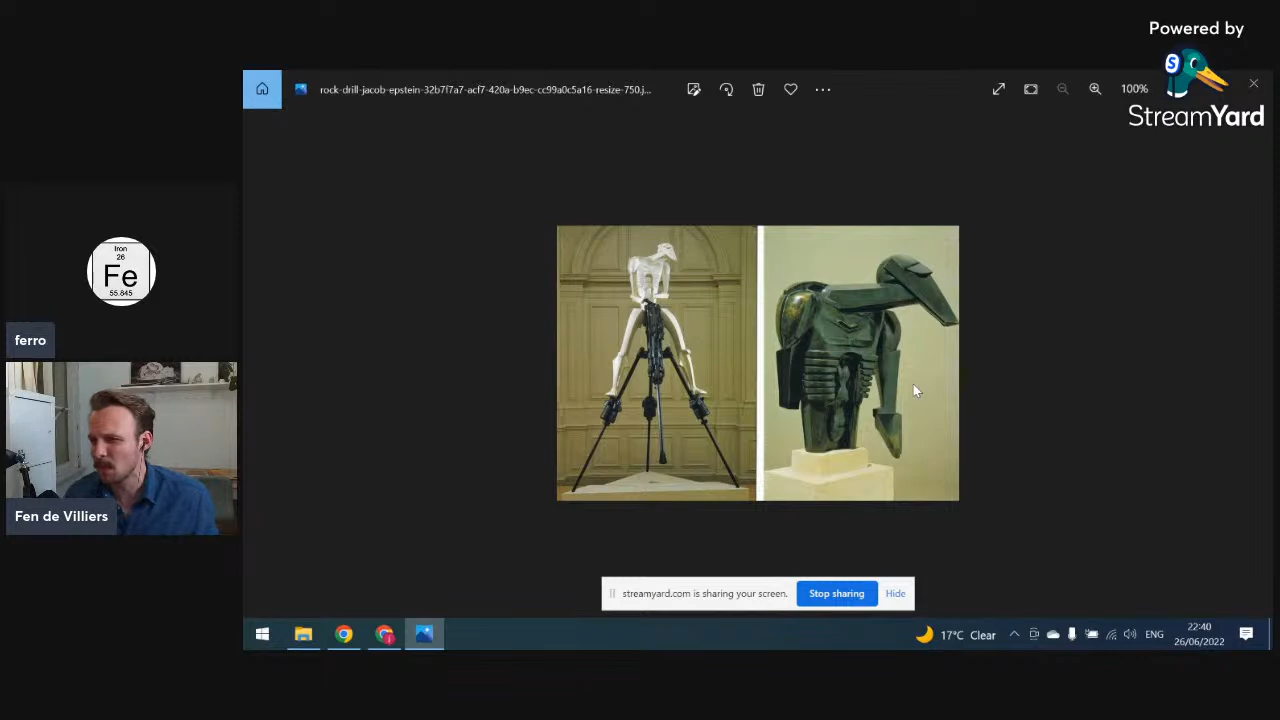 Powered by
StreamYard
rock-drill-jacob-epstein-32b7f7a7-acf7-420a-b9ec-cc99a0c5a16-resize-750.j...
100%
Iron
26
Fe
55.845
ferro
Fen de Villiers
streamyard.com is sharing your screen.
Stop sharing
Hide
17°C Clear
ENG
22:40
26/06/2022